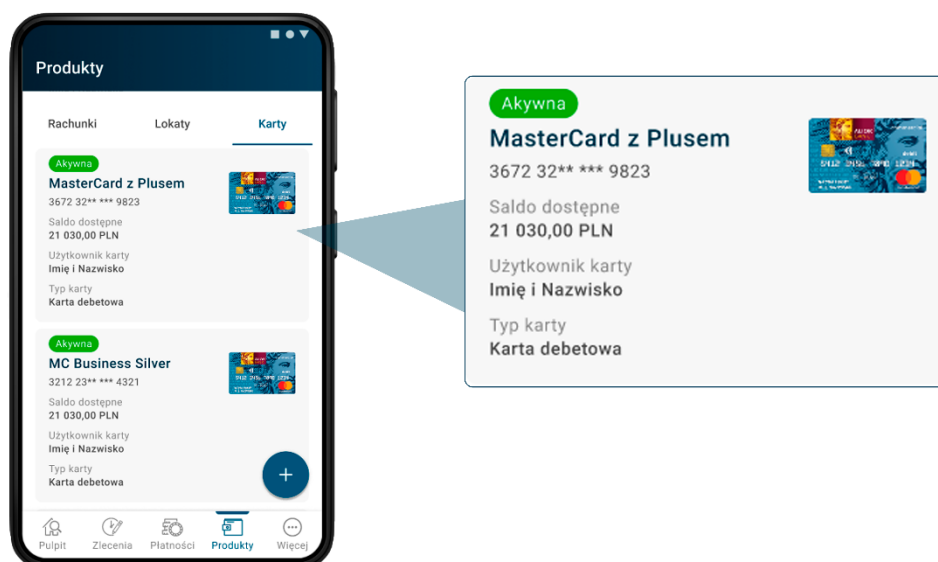 Produkty
Rachunki Lokaty Karty
Akywna
MasterCard z Plusem
3672 32** *** 9823
Saldo dostępne
21 030,00 PLN
Użytkownik karty
Imię i Nazwisko
Typ karty
Karta debetowa
Akywna
MC Business Silver
3212 23** *** 4321
Saldo dostępne
21 030,00 PLN
Użytkownik karty
Imię i Nazwisko
Typ karty
Karta debetowa
+
Pulpit Zlecenia Płatności Produkty Więcej
Akywna
MasterCard z Plusem
3672 32** *** 9823
Saldo dostępne
21 030,00 PLN
Użytkownik karty
Imię i Nazwisko
Typ karty
Karta debetowa